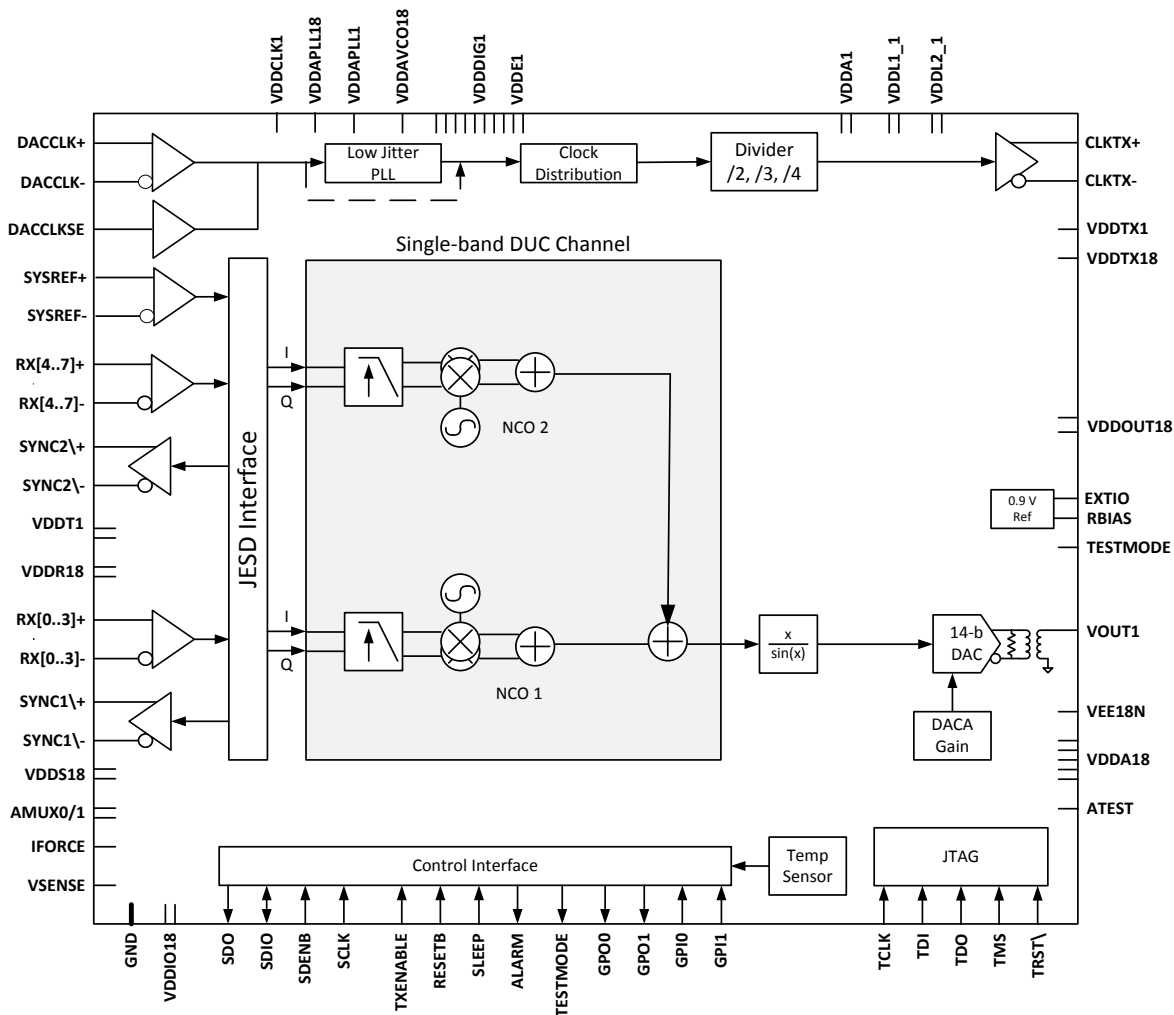 VDDCLK1
VDDAPLL18
VDDAPLL1
VDDAVCO18
VDDDIG1
VDDE1
VDDA1
VDDL1_1
VDDL2_1
DACCLK+
DACCLK-
DACCLKSE
SYSREF+
SYSREF-
RX[4..7]+
RX[4..7]-
SYNC2\+
SYNC2\-
VDDT1
VDDR18
RX[0..3]+
RX[0..3]-
SYNC1\+
SYNC1\-
VDDS18
AMUX0/1
IFORCE
VSENSE
Low Jitter
PLL
Clock
Distribution
Divider
/2, /3, /4
Single-band DUC Channel
JESD Interface
I
Q
NCO 2
I
Q
NCO 1
x
sin(x)
14-b
DAC
DACA
Gain
0.9 V
Ref
CLKTX+
CLKTX-
VDDTX1
VDDTX18
VDDOUT18
EXTIO
RBIAS
TESTMODE
VOUT1
VEE18N
VDDA18
ATEST
Control Interface
Temp
Sensor
JTAG
GND
VDDIO18
SDO
SDIO
SDENB
SCLK
TXENABLE
RESETB
SLEEP
ALARM
TESTMODE
GPO0
GPO1
GPI0
GPI1
TCLK
TDI
TDO
TMS
TRST\